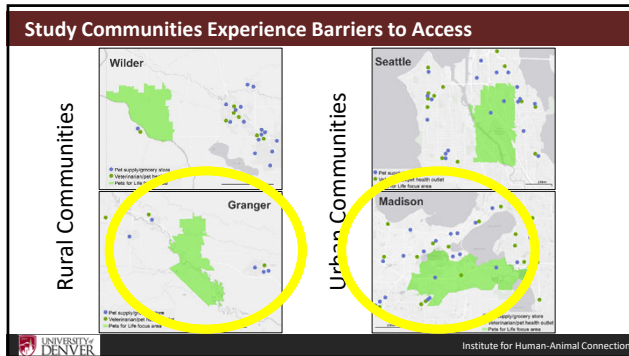 Study Communities Experience Barriers to Access
Rural Communities
Wilder
Pet supply/grocery store
Veterinarian/pet health outlet
Pets for Life focus area
Granger
Pet supply/grocery store
Veterinarian/pet health outlet
Pets for Life focus area
Urban Communities
Seattle
Pet supply/grocery store
Veterinarian/pet health outlet
Pets for Life focus area
Madison
Pet supply/grocery store
Veterinarian/pet health outlet
Pets for Life focus area
UNIVERSITY of
DENVER
Institute for Human-Animal Connection